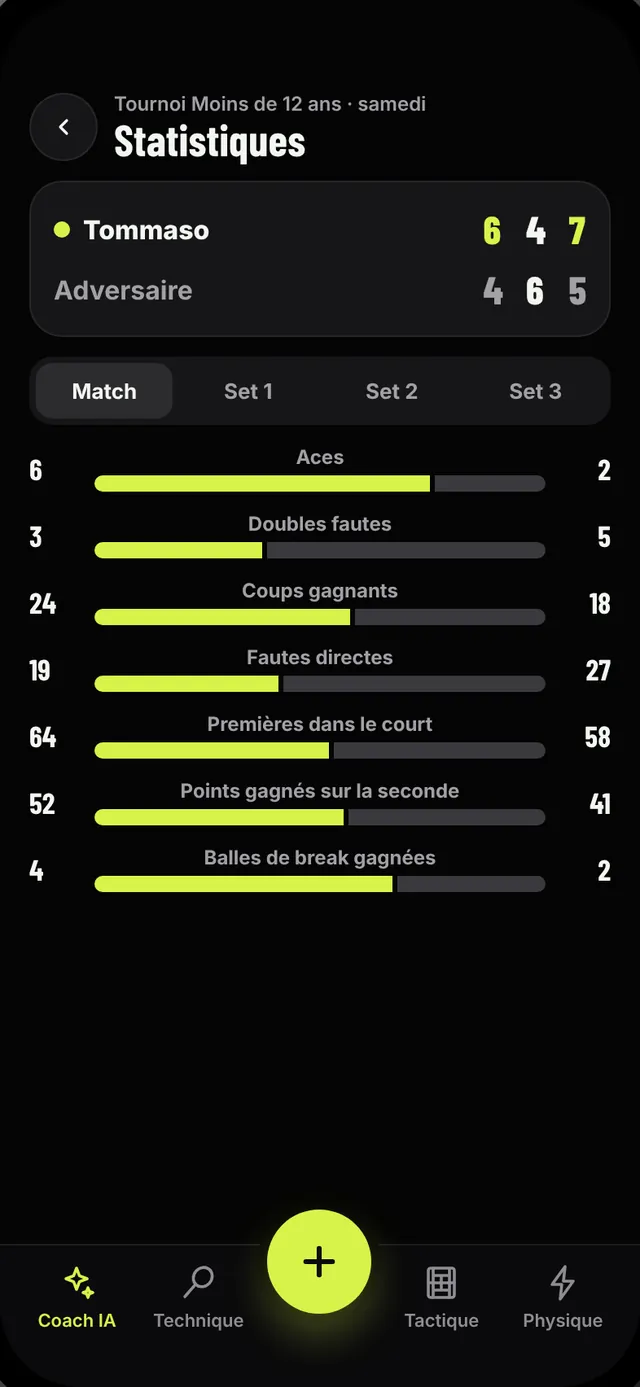 Tournoi Moins de 12 ans · samedi
Statistiques
Tommaso 6 4 7
Adversaire 4 6 5
Match Set 1 Set 2 Set 3
Aces
6 2
Doubles fautes
3 5
Coups gagnants
24 18
Fautes directes
19 27
Premières dans le court
64 58
Points gagnés sur la seconde
52 41
Balles de break gagnées
4 2
Coach IA Technique Tactique Physique